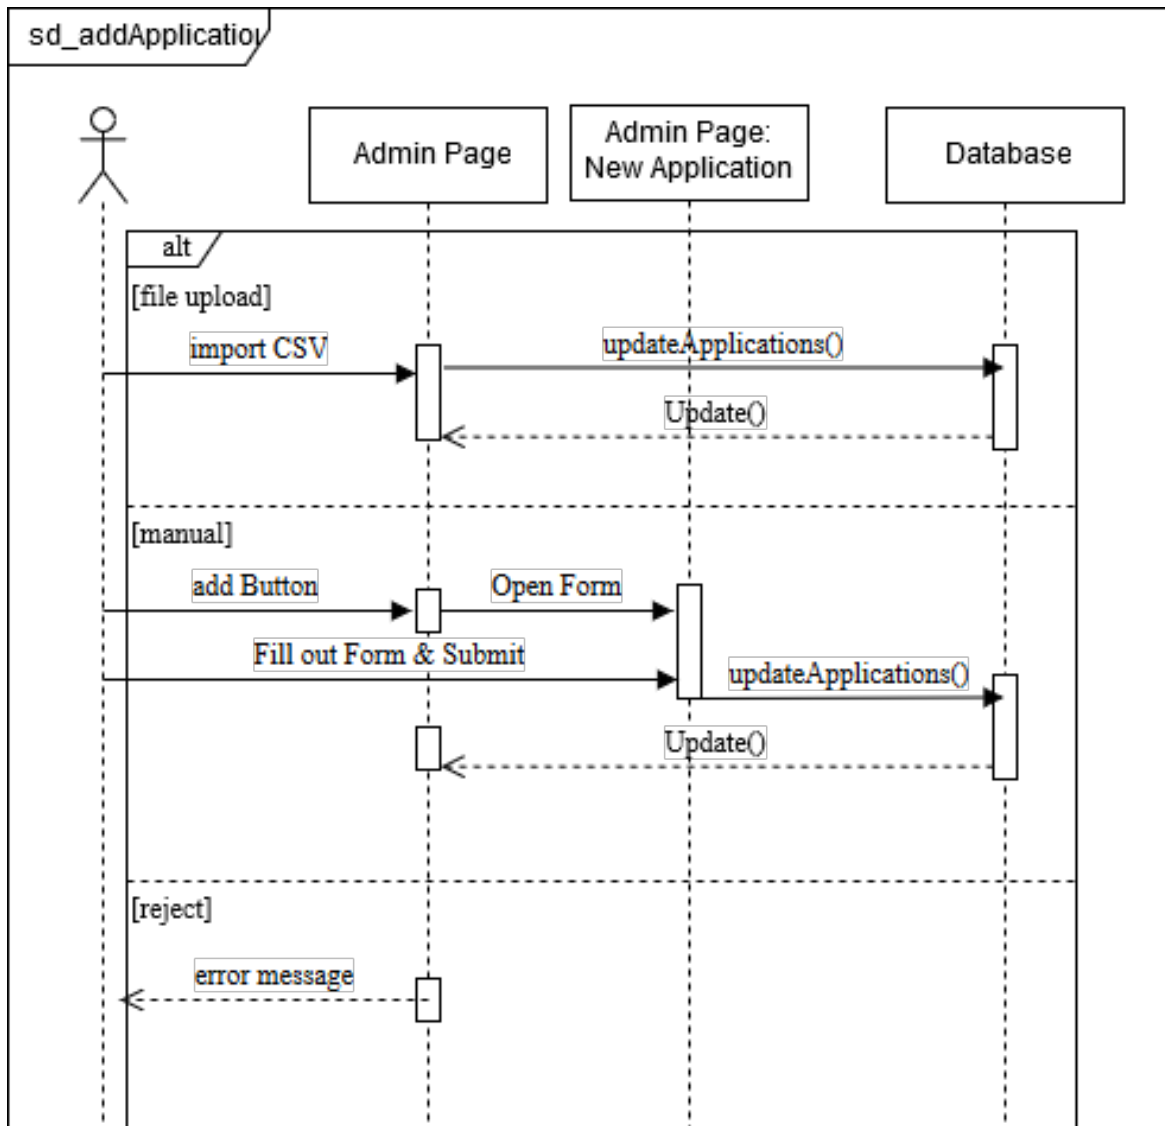 sd_addApplication
Admin Page
Admin Page:
New Application
Database
alt
[file upload]
import CSV
updateApplications()
Update()
[manual]
add Button
Open Form
Fill out Form & Submit
updateApplications()
Update()
[reject]
error message